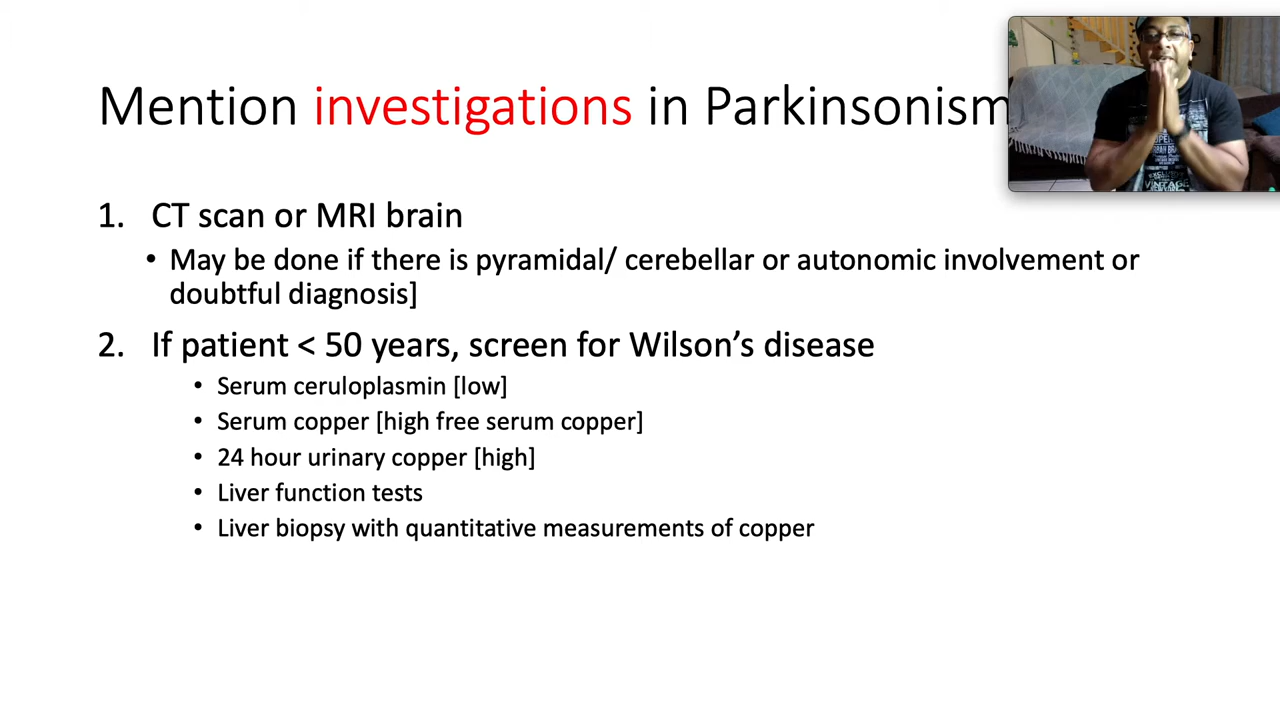 Mention investigations in Parkinsonism
1. CT scan or MRI brain
• May be done if there is pyramidal/ cerebellar or autonomic involvement or
doubtful diagnosis]
2. If patient < 50 years, screen for Wilson’s disease
• Serum ceruloplasmin [low]
• Serum copper [high free serum copper]
• 24 hour urinary copper [high]
• Liver function tests
• Liver biopsy with quantitative measurements of copper
VINTAGE